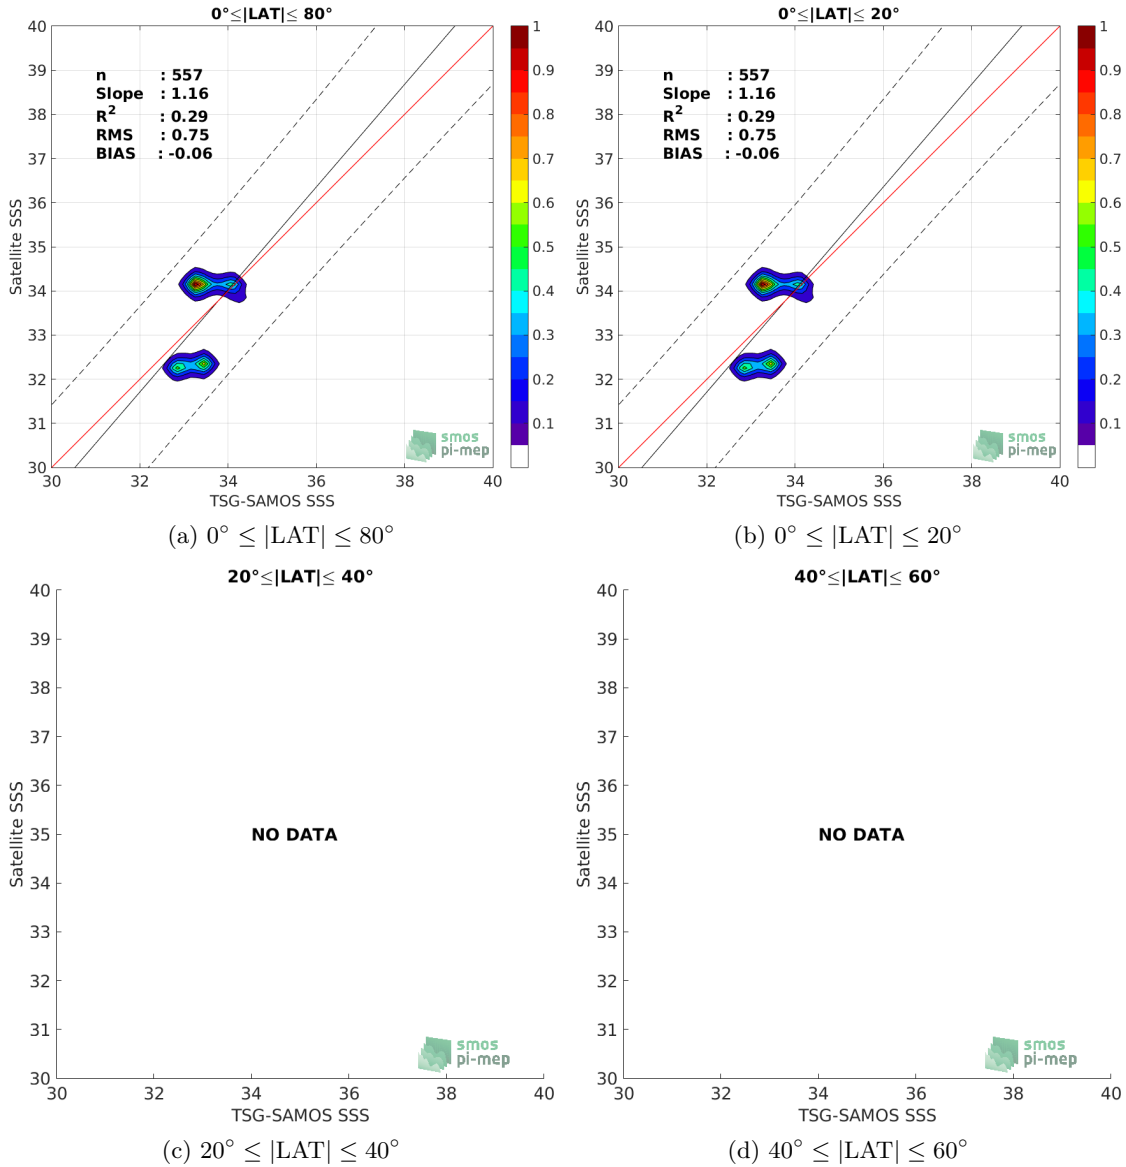 0°≤|LAT|≤ 80°
40
39
38
37
36
35
34
33
32
31
30
Satellite SSS
n : 557
Slope : 1.16
R² : 0.29
RMS : 0.75
BIAS : -0.06
smos
pi-mep
30 32 34 36 38 40
TSG-SAMOS SSS
1
0.9
0.8
0.7
0.6
0.5
0.4
0.3
0.2
0.1
(a) 0° ≤ |LAT| ≤ 80°
0°≤|LAT|≤ 20°
40
39
38
37
36
35
34
33
32
31
30
Satellite SSS
n : 557
Slope : 1.16
R² : 0.29
RMS : 0.75
BIAS : -0.06
smos
pi-mep
30 32 34 36 38 40
TSG-SAMOS SSS
1
0.9
0.8
0.7
0.6
0.5
0.4
0.3
0.2
0.1
(b) 0° ≤ |LAT| ≤ 20°
20°≤|LAT|≤ 40°
40
39
38
37
36
35
34
33
32
31
30
Satellite SSS
NO DATA
smos
pi-mep
30 32 34 36 38 40
TSG-SAMOS SSS
(c) 20° ≤ |LAT| ≤ 40°
40°≤|LAT|≤ 60°
40
39
38
37
36
35
34
33
32
31
30
Satellite SSS
NO DATA
smos
pi-mep
30 32 34 36 38 40
TSG-SAMOS SSS
(d) 40° ≤ |LAT| ≤ 60°